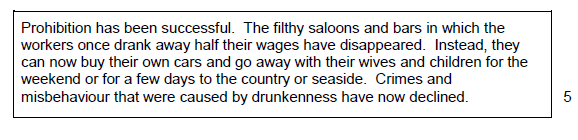 Prohibition has been successful.  The filthy saloons and bars in which the
workers once drank away half their wages have disappeared.  Instead, they
can now buy their own cars and go away with their wives and children for the
weekend or for a few days to the country or seaside.  Crimes and
misbehaviour that were caused by drunkenness have now declined.
5